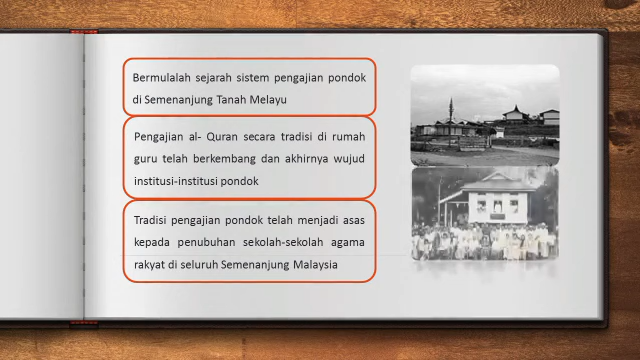 Bermulalah sejarah sistem pengajian pondok
di Semenanjung Tanah Melayu
Pengajian al- Quran secara tradisi di rumah
guru telah berkembang dan akhirnya wujud
institusi-institusi pondok
Tradisi pengajian pondok telah menjadi asas
kepada penubuhan sekolah-sekolah agama
rakyat di seluruh Semenanjung Malaysia